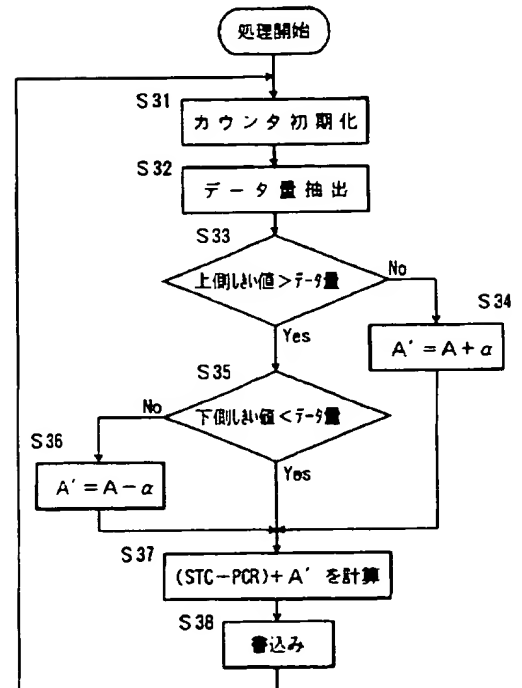 処理開始
S31
カウンタ初期化
S32
データ量抽出
S33
上側しきい値>データ量
No
S34
A'=A+α
Yes
S35
下側しきい値<データ量
No
S36
A'=A-α
Yes
S37
(STC-PCR)+A'を計算
S38
書込み